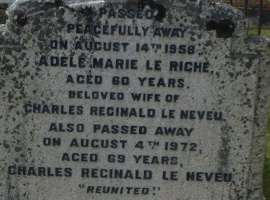 PASSED
PEACEFULLY AWAY
ON AUGUST 14TH 1958,
ADÈLE MARIE LE RICHE,
AGED 60 YEARS,
BELOVED WIFE OF
CHARLES REGINALD LE NEVEU.
ALSO PASSED AWAY
ON AUGUST 4TH 1972,
AGED 69 YEARS,
CHARLES REGINALD LE NEVEU
"REUNITED."